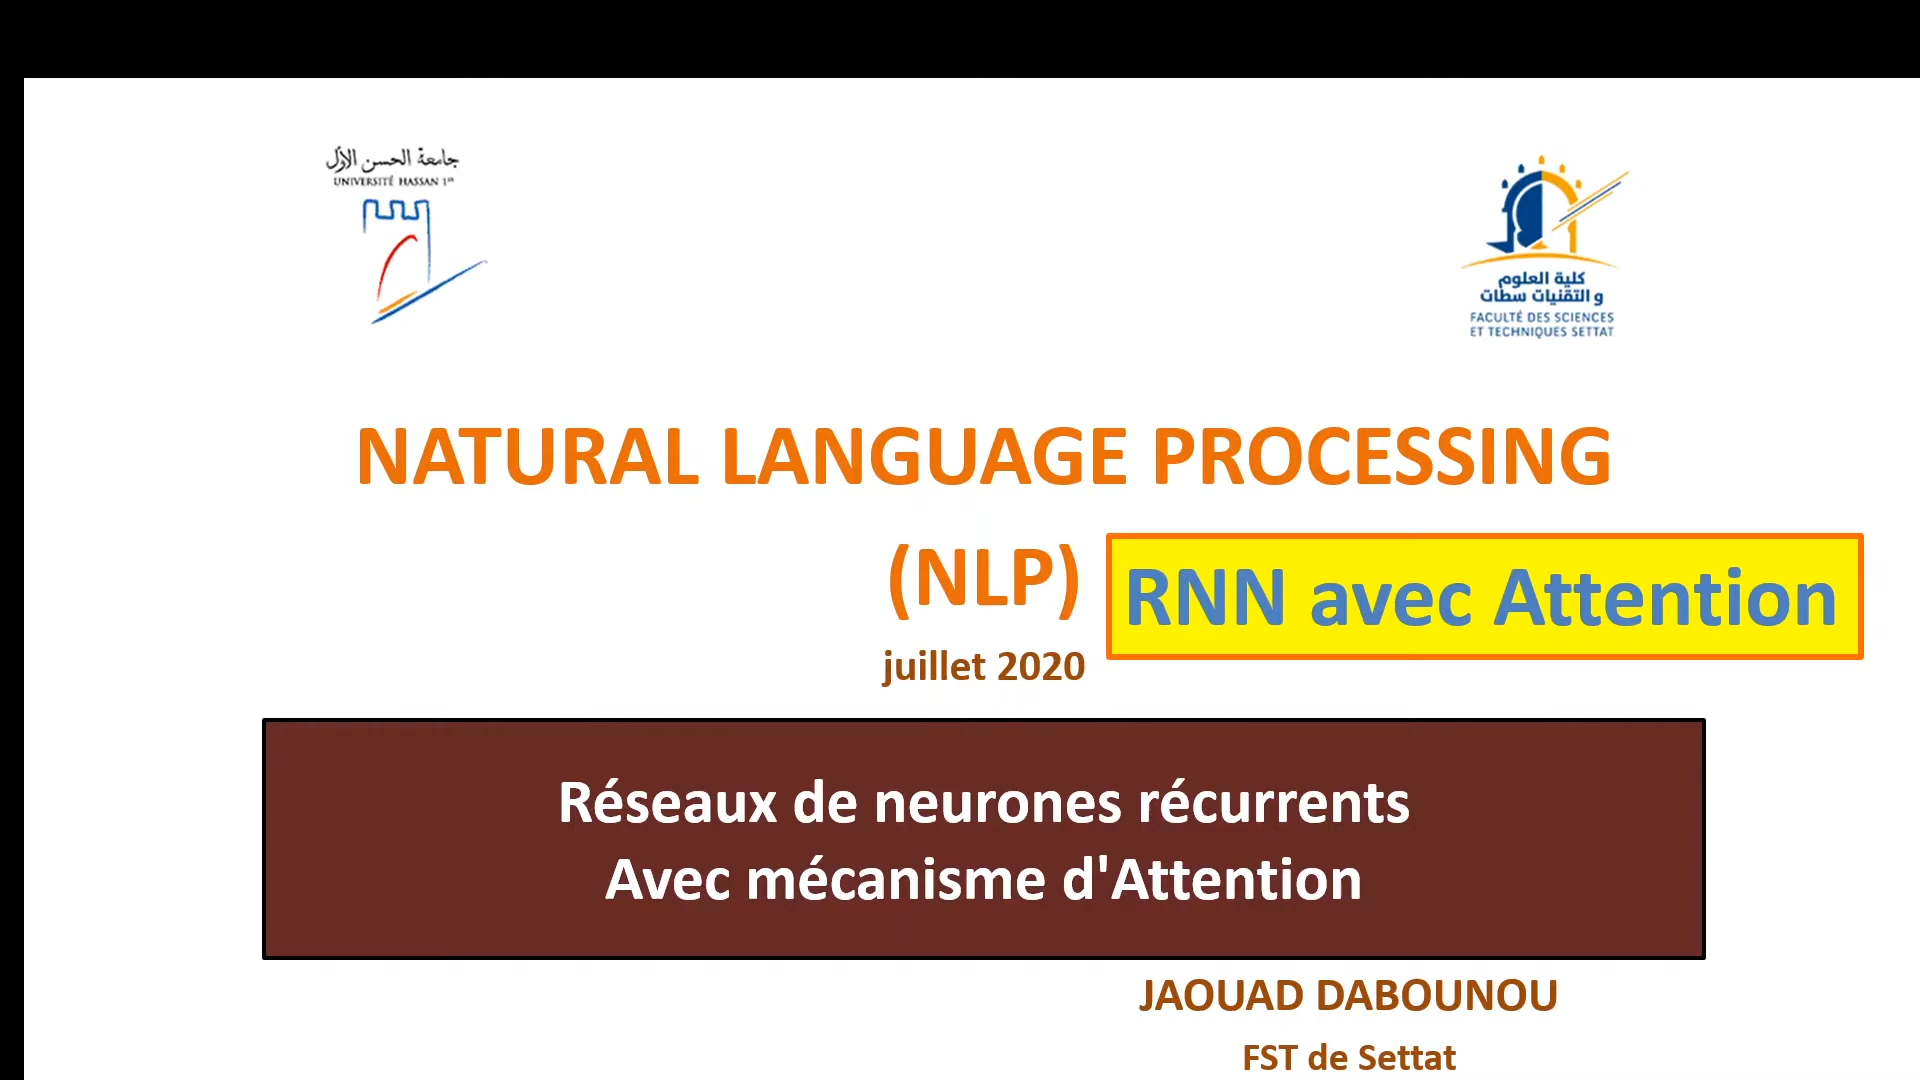 جامعة الحسن الأول
UNIVERSITÉ HASSAN 1er
كلية العلوم
و التقنيات سطات
FACULTÉ DES SCIENCES
ET TECHNIQUES SETTAT
NATURAL LANGUAGE PROCESSING
(NLP)
RNN avec Attention
juillet 2020
Réseaux de neurones récurrents
Avec mécanisme d'Attention
JAOUAD DABOUNOU
FST de Settat